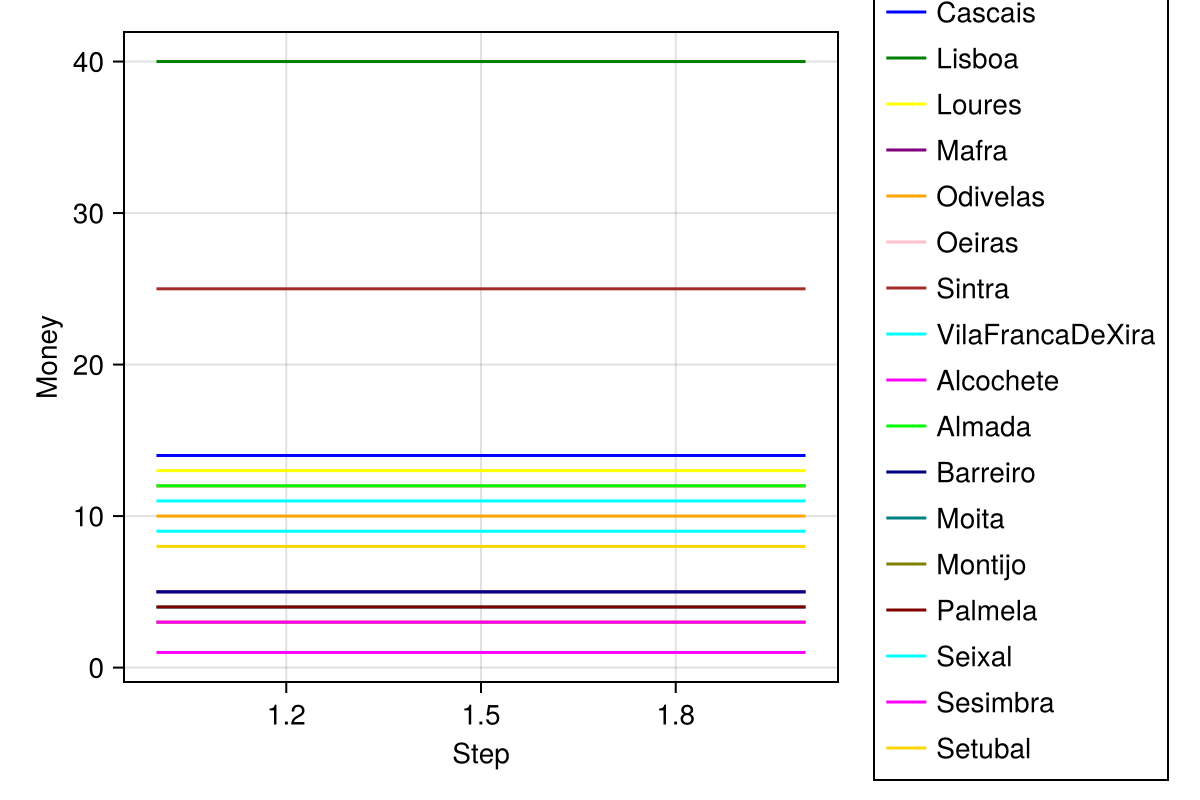 40
30
20
10
0
Money
1.2
1.5
1.8
Step
Cascais
Lisboa
Loures
Mafra
Odivelas
Oeiras
Sintra
VilaFrancaDeXira
Alcochete
Almada
Barreiro
Moita
Montijo
Palmela
Seixal
Sesimbra
Setubal